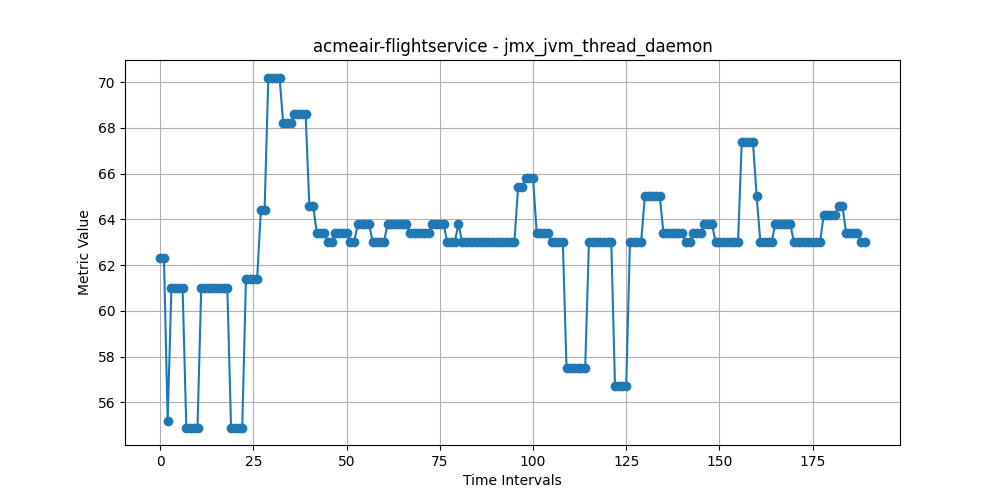 acmeair-flightservice - jmx_jvm_thread_daemon
Metric Value
70
68
66
64
62
60
58
56
0 25 50 75 100 125 150 175
Time Intervals